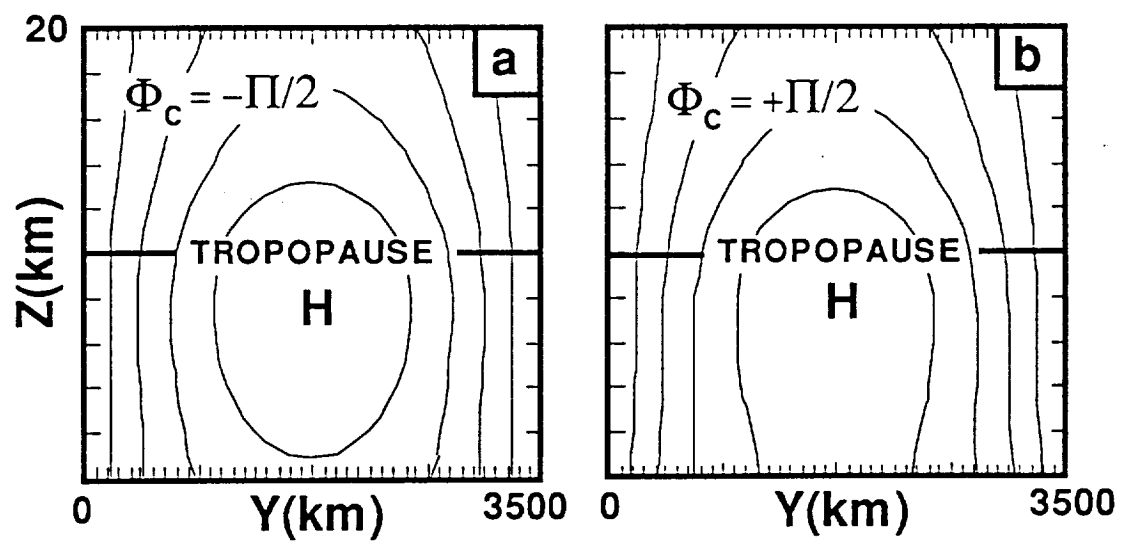 20
a
Φc = −Π/2
Z(km)
TROPOPAUSE
H
0
Y(km)
3500
b
Φc = +Π/2
TROPOPAUSE
H
0
Y(km)
3500